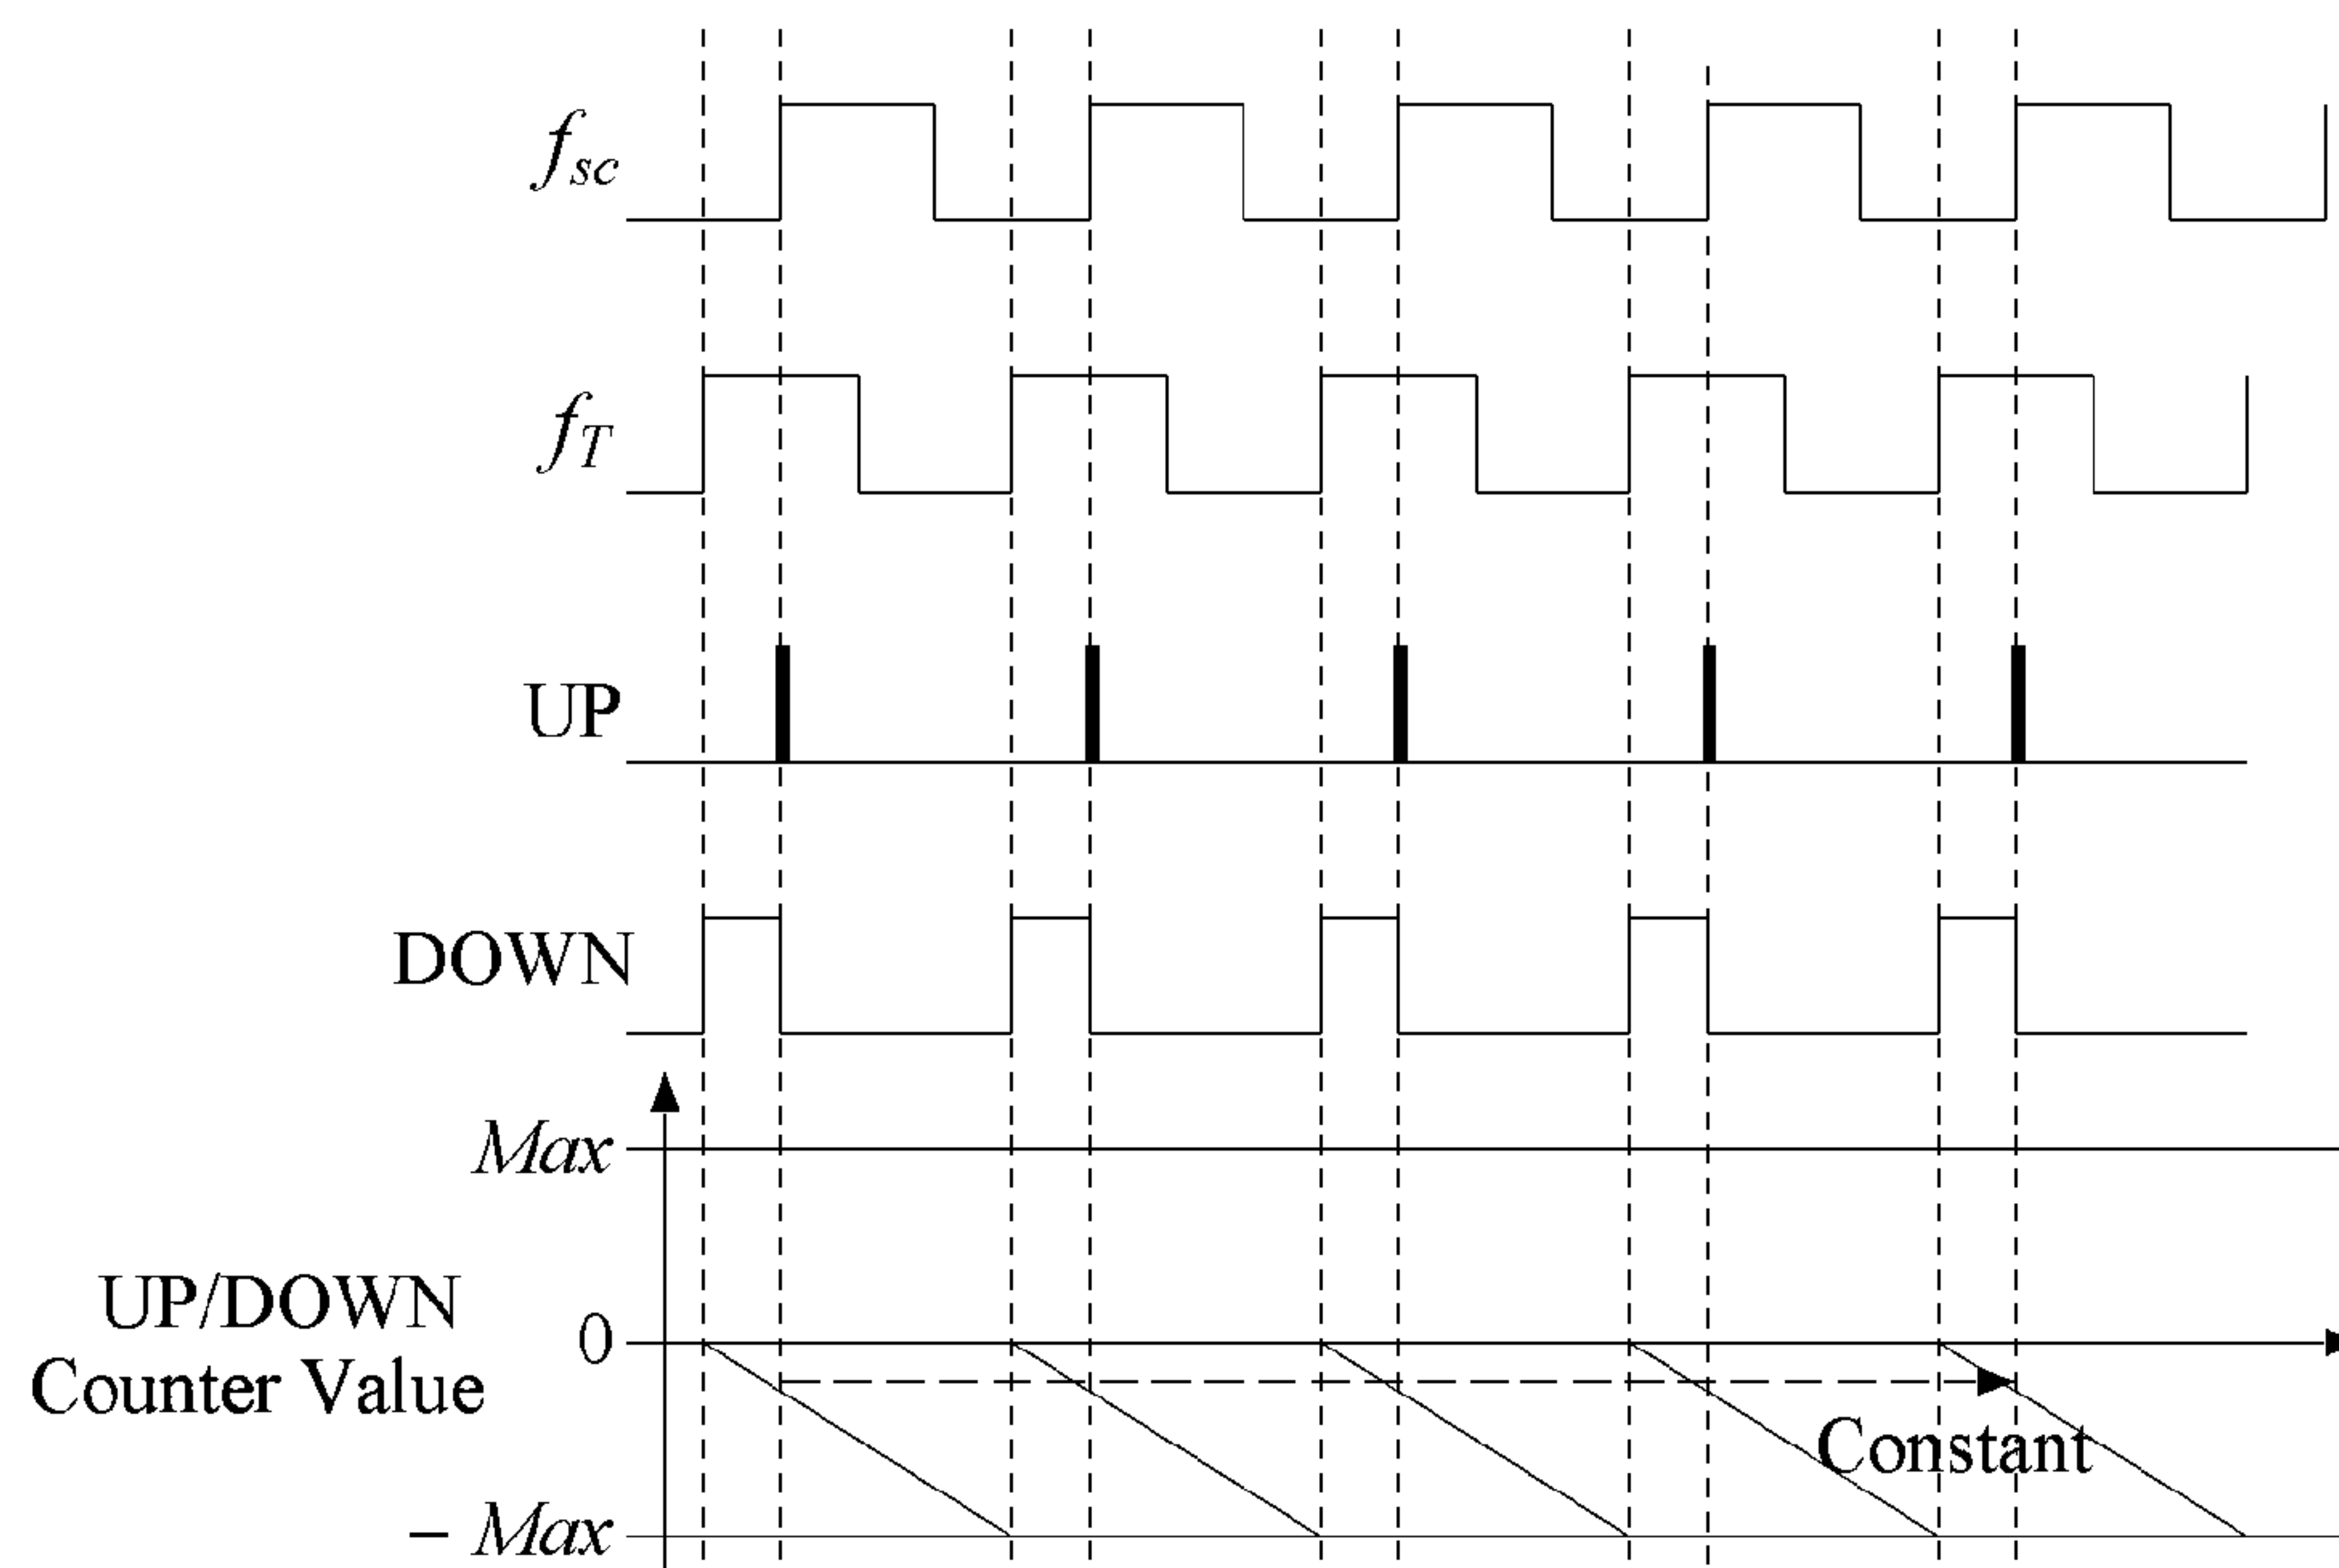 f_sc
f_T
UP
DOWN
Max
UP/DOWN
Counter Value
0
Constant
– Max